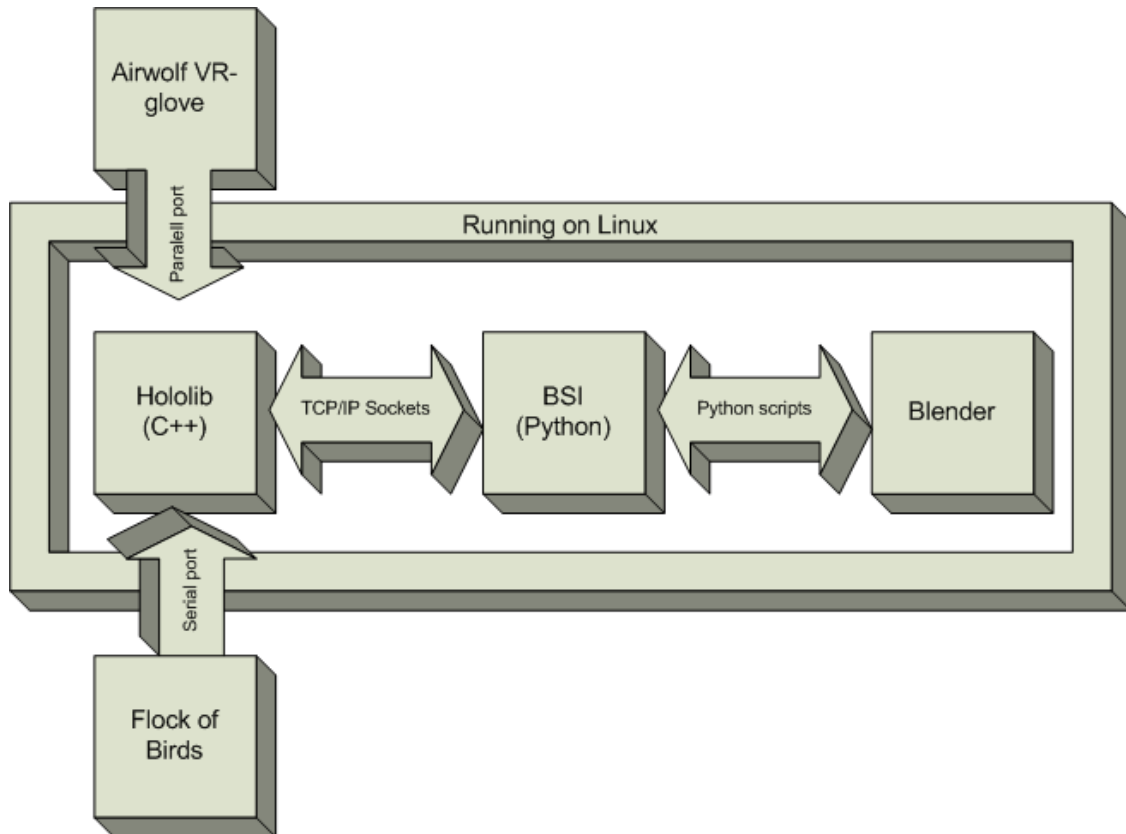 Airwolf VR-
glove
Paralell port
Running on Linux
Hololib
(C++)
TCP/IP Sockets
BSI
(Python)
Python scripts
Blender
Serial port
Flock of
Birds